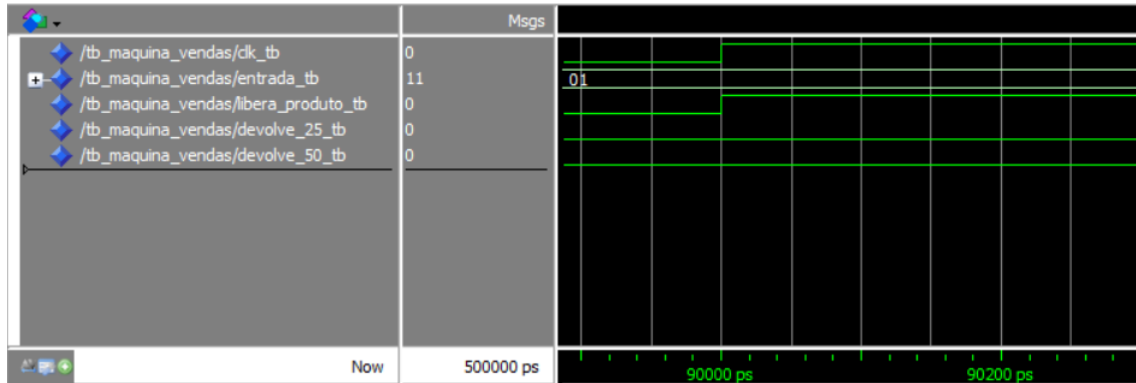 Msgs
/tb_maquina_vendas/clk_tb 0
/tb_maquina_vendas/entrada_tb 11 01
/tb_maquina_vendas/libera_produto_tb 0
/tb_maquina_vendas/devolve_25_tb 0
/tb_maquina_vendas/devolve_50_tb 0
Now 500000 ps 90000 ps 90200 ps